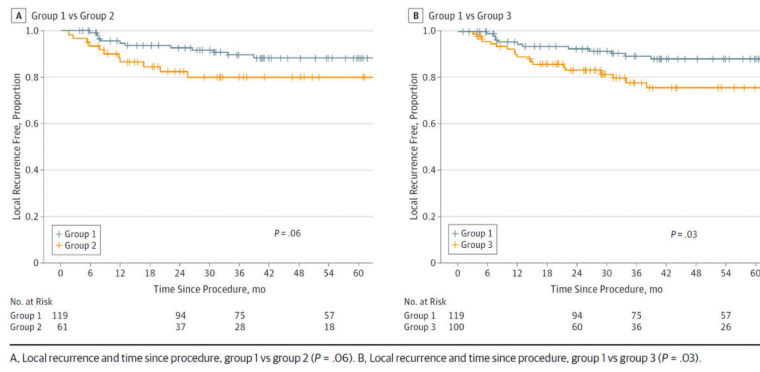 A Group 1 vs Group 2
1.0
0.8
0.6
0.4
0.2
0
Local Recurrence Free, Proportion
Group 1
Group 2
P = .06
0 6 12 18 24 30 36 42 48 54 60
Time Since Procedure, mo
No. at Risk
Group 1 119 94 75 57
Group 2 61 37 28 18
B Group 1 vs Group 3
1.0
0.8
0.6
0.4
0.2
0
Local Recurrence Free, Proportion
Group 1
Group 3
P = .03
0 6 12 18 24 30 36 42 48 54 60
Time Since Procedure, mo
No. at Risk
Group 1 119 94 75 57
Group 3 100 60 36 26
A, Local recurrence and time since procedure, group 1 vs group 2 (P = .06). B, Local recurrence and time since procedure, group 1 vs group 3 (P = .03).